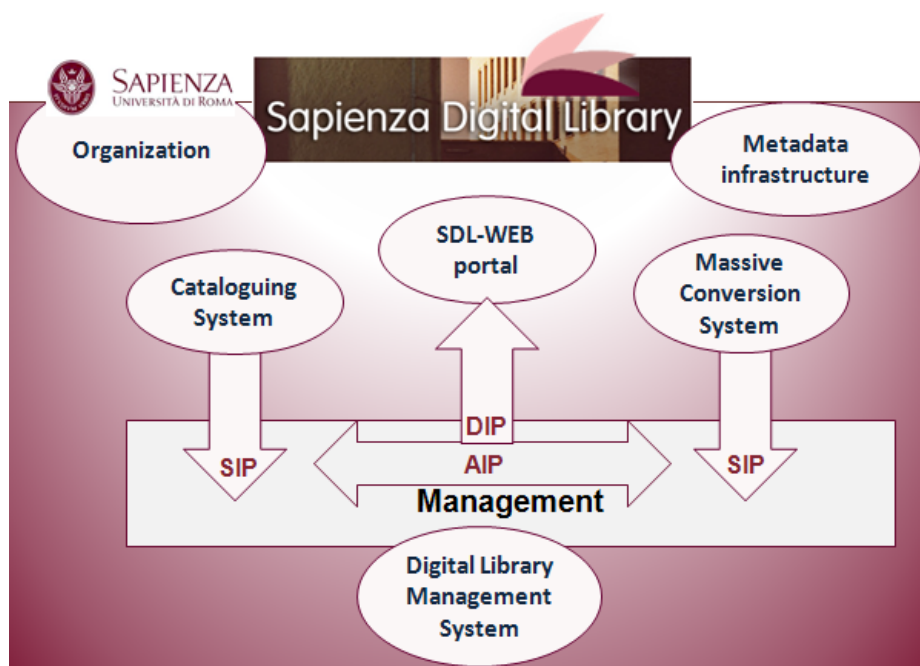 SAPIENZA
UNIVERSITÀ DI ROMA
Sapienza Digital Library
Organization
Metadata
infrastructure
SDL-WEB
portal
Cataloguing
System
Massive
Conversion
System
DIP
SIP
AIP
SIP
Management
Digital Library
Management
System